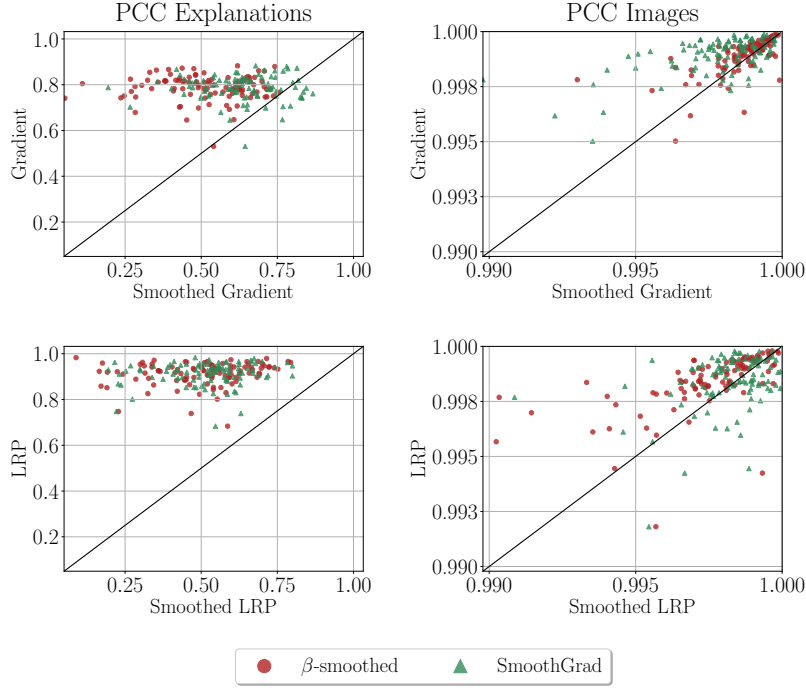 PCC Explanations
PCC Images
1.0
0.8
0.6
0.4
0.2
Gradient
0.25 0.50 0.75 1.00
Smoothed Gradient
1.000
0.998
0.995
0.993
0.990
Gradient
0.990 0.995 1.000
Smoothed Gradient
1.0
0.8
0.6
0.4
0.2
LRP
0.25 0.50 0.75 1.00
Smoothed LRP
1.000
0.998
0.995
0.993
0.990
LRP
0.990 0.995 1.000
Smoothed LRP
β-smoothed
SmoothGrad